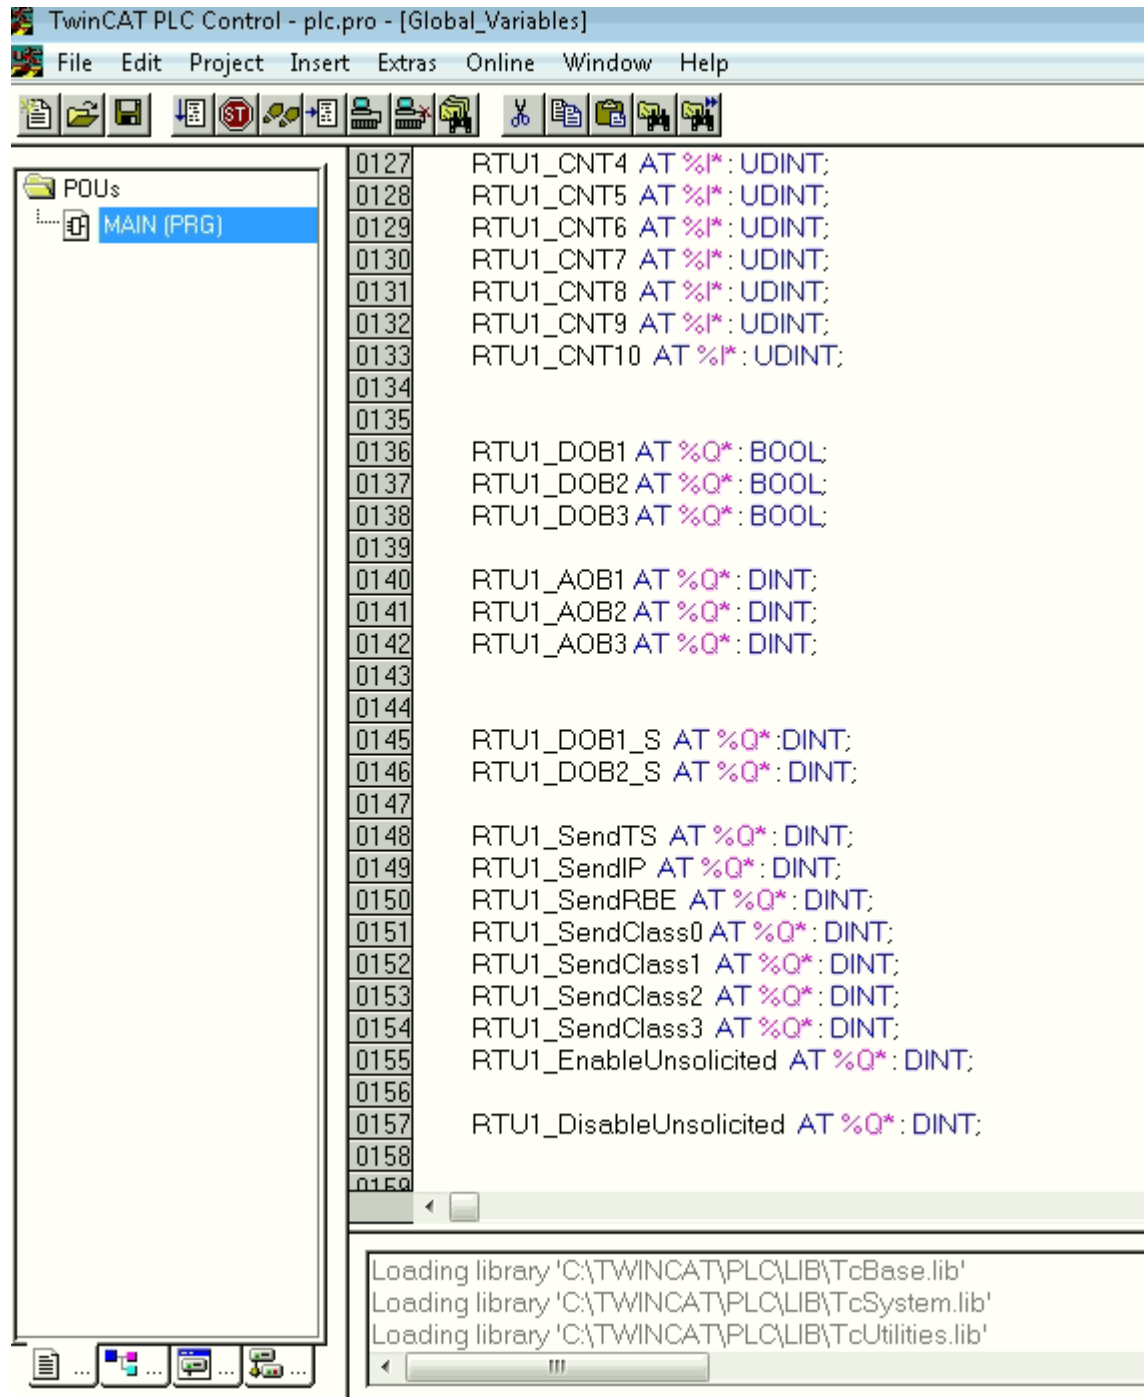 TwinCAT PLC Control - plc.pro - [Global_Variables]
File Edit Project Insert Extras Online Window Help
POUs
MAIN (PRG)
0127 RTU1_CNT4 AT %I* : UDINT;
0128 RTU1_CNT5 AT %I* : UDINT;
0129 RTU1_CNT6 AT %I* : UDINT;
0130 RTU1_CNT7 AT %I* : UDINT;
0131 RTU1_CNT8 AT %I* : UDINT;
0132 RTU1_CNT9 AT %I* : UDINT;
0133 RTU1_CNT10 AT %I* : UDINT;
0134
0135
0136 RTU1_DOB1 AT %Q* : BOOL;
0137 RTU1_DOB2 AT %Q* : BOOL;
0138 RTU1_DOB3 AT %Q* : BOOL;
0139
0140 RTU1_AOB1 AT %Q* : DINT;
0141 RTU1_AOB2 AT %Q* : DINT;
0142 RTU1_AOB3 AT %Q* : DINT;
0143
0144
0145 RTU1_DOB1_S AT %Q* :DINT;
0146 RTU1_DOB2_S AT %Q* : DINT;
0147
0148 RTU1_SendTS AT %Q* : DINT;
0149 RTU1_SendIP AT %Q* : DINT;
0150 RTU1_SendRBE AT %Q* : DINT;
0151 RTU1_SendClass0 AT %Q* : DINT;
0152 RTU1_SendClass1 AT %Q* : DINT;
0153 RTU1_SendClass2 AT %Q* : DINT;
0154 RTU1_SendClass3 AT %Q* : DINT;
0155 RTU1_EnableUnsolicited AT %Q* : DINT;
0156
0157 RTU1_DisableUnsolicited AT %Q* : DINT;
0158
0159
Loading library 'C:\TWINCAT\PLC\LIB\TcBase.lib'
Loading library 'C:\TWINCAT\PLC\LIB\TcSystem.lib'
Loading library 'C:\TWINCAT\PLC\LIB\TcUtilities.lib'
... ... ... ...